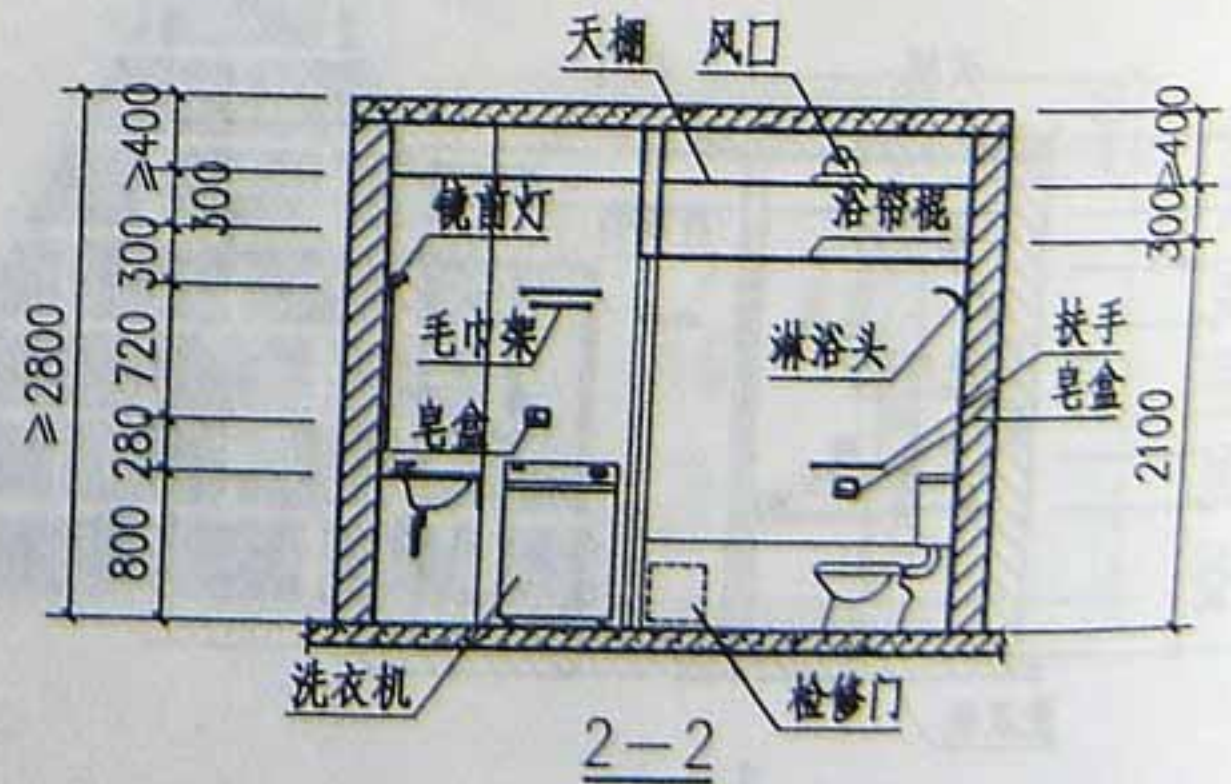 天棚 风口
≥400
300
300
720
280
800
≥2800
镜前灯
毛巾架
皂盒
浴帘棍
淋浴头
扶手
皂盒
≥400
300
2100
洗衣机
检修门
2-2